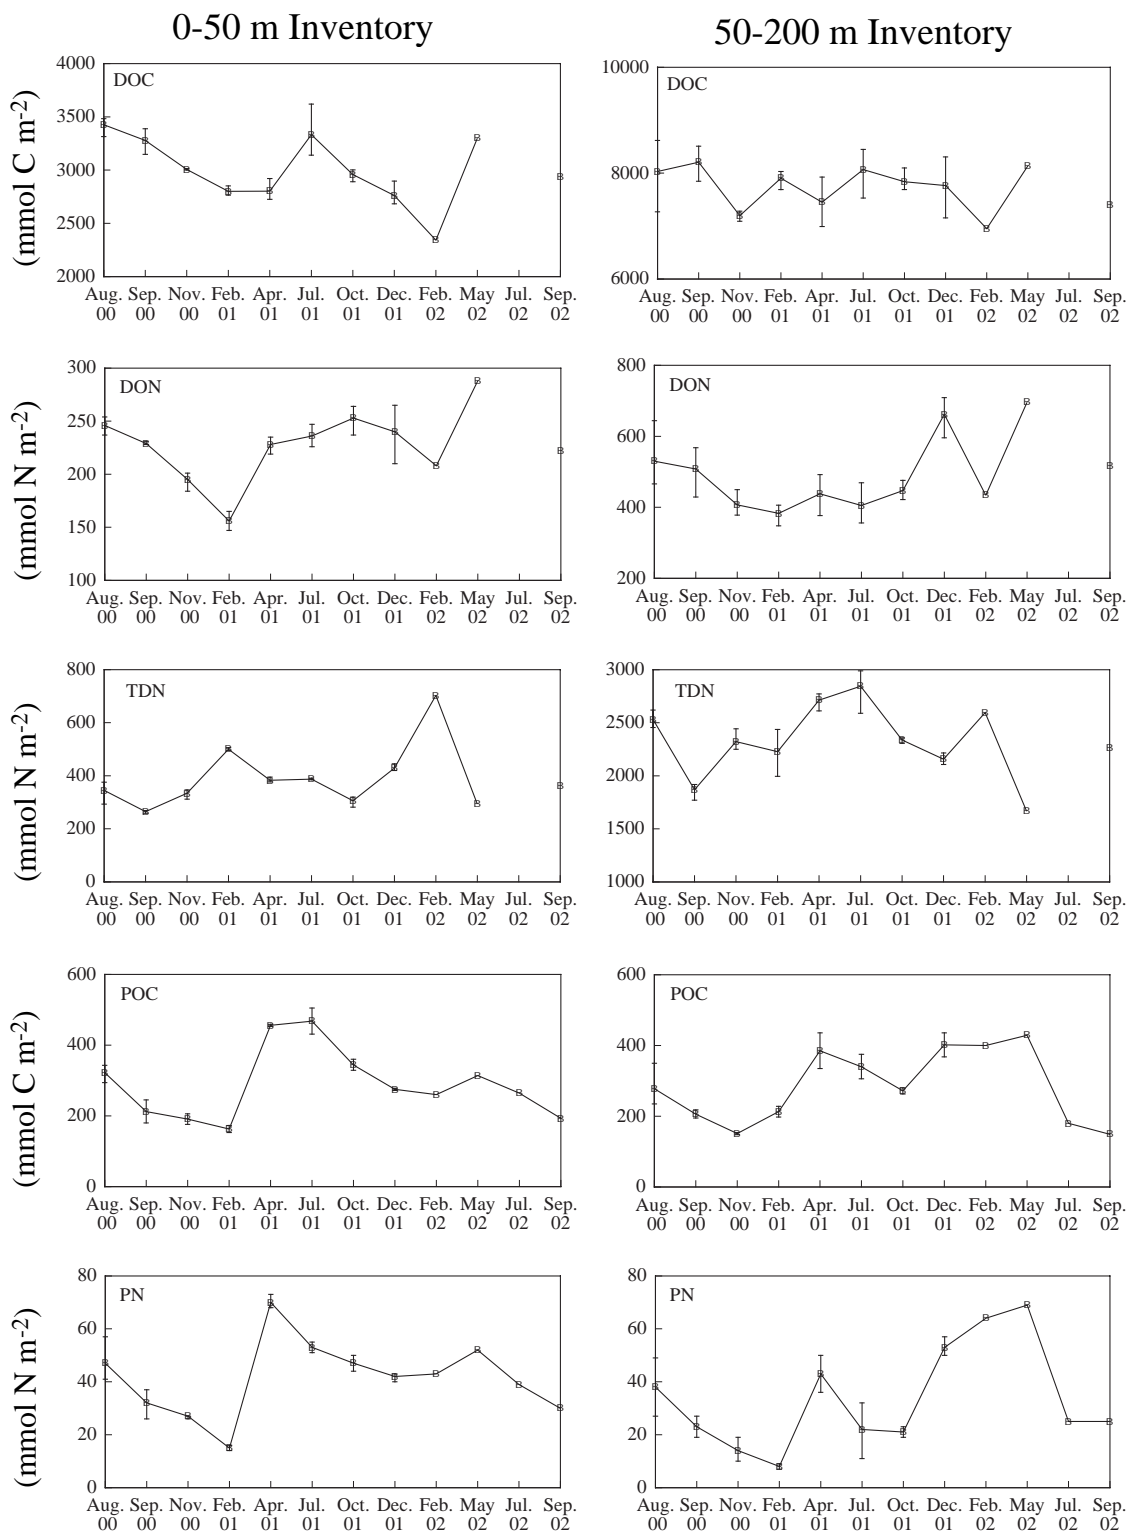 0-50 m Inventory
50-200 m Inventory
(mmol C m-2)
4000
3500
3000
2500
2000
DOC
Aug. Sep. Nov. Feb. Apr. Jul. Oct. Dec. Feb. May Jul. Sep.
00 00 00 01 01 01 01 01 02 02 02 02
10000
8000
6000
DOC
Aug. Sep. Nov. Feb. Apr. Jul. Oct. Dec. Feb. May Jul. Sep.
00 00 00 01 01 01 01 01 02 02 02 02
(mmol N m-2)
300
250
200
150
100
DON
Aug. Sep. Nov. Feb. Apr. Jul. Oct. Dec. Feb. May Jul. Sep.
00 00 00 01 01 01 01 01 02 02 02 02
800
600
400
200
DON
Aug. Sep. Nov. Feb. Apr. Jul. Oct. Dec. Feb. May Jul. Sep.
00 00 00 01 01 01 01 01 02 02 02 02
(mmol N m-2)
800
600
400
200
0
TDN
Aug. Sep. Nov. Feb. Apr. Jul. Oct. Dec. Feb. May Jul. Sep.
00 00 00 01 01 01 01 01 02 02 02 02
3000
2500
2000
1500
1000
TDN
Aug. Sep. Nov. Feb. Apr. Jul. Oct. Dec. Feb. May Jul. Sep.
00 00 00 01 01 01 01 01 02 02 02 02
(mmol C m-2)
600
400
200
0
POC
Aug. Sep. Nov. Feb. Apr. Jul. Oct. Dec. Feb. May Jul. Sep.
00 00 00 01 01 01 01 01 02 02 02 02
600
400
200
0
POC
Aug. Sep. Nov. Feb. Apr. Jul. Oct. Dec. Feb. May Jul. Sep.
00 00 00 01 01 01 01 01 02 02 02 02
(mmol N m-2)
80
60
40
20
0
PN
Aug. Sep. Nov. Feb. Apr. Jul. Oct. Dec. Feb. May Jul. Sep.
00 00 00 01 01 01 01 01 02 02 02 02
80
60
40
20
0
PN
Aug. Sep. Nov. Feb. Apr. Jul. Oct. Dec. Feb. May Jul. Sep.
00 00 00 01 01 01 01 01 02 02 02 02